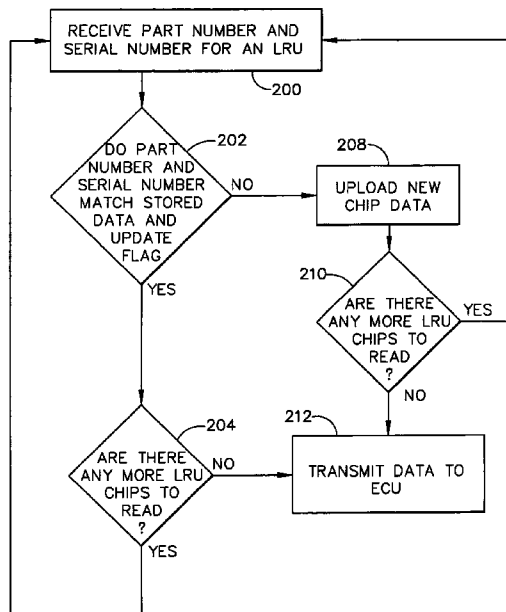 RECEIVE PART NUMBER AND
SERIAL NUMBER FOR AN LRU
200
202
DO PART
NUMBER AND
SERIAL NUMBER
MATCH STORED
DATA AND
UPDATE
FLAG
NO
YES
208
UPLOAD NEW
CHIP DATA
210
ARE THERE
ANY MORE LRU
CHIPS TO
READ
?
YES
NO
204
ARE THERE
ANY MORE LRU
CHIPS TO
READ
?
NO
YES
212
TRANSMIT DATA TO
ECU